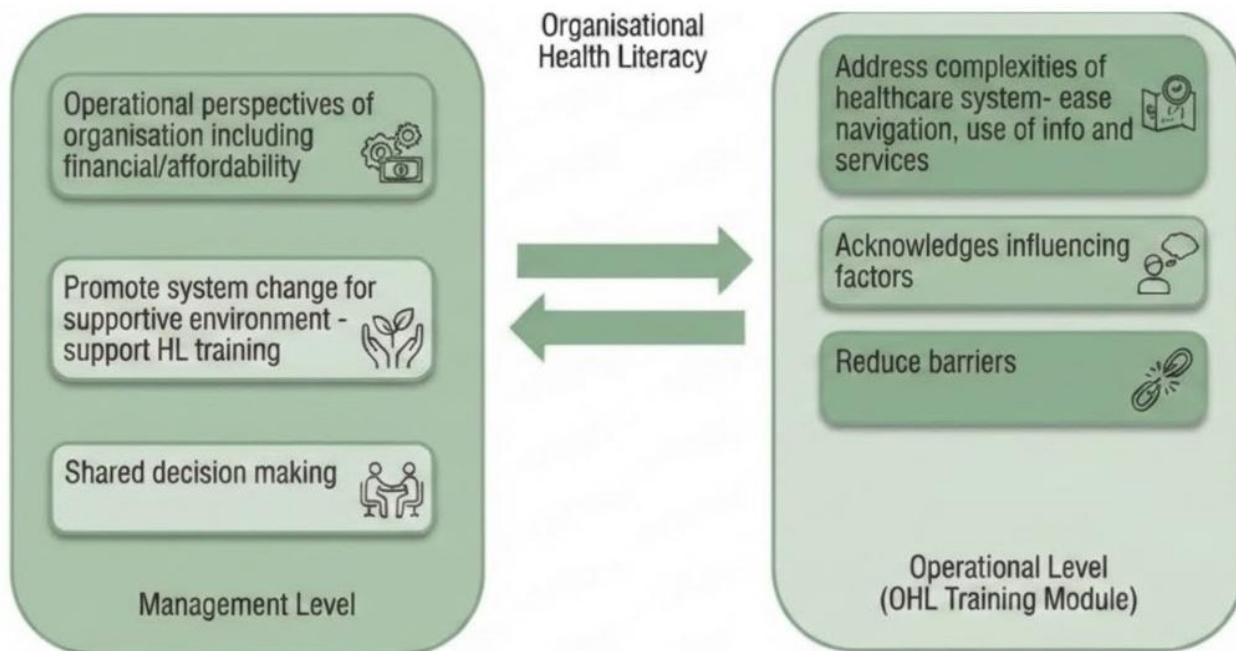 Organisational
Health Literacy
Operational perspectives of
organisation including
financial/affordability
Promote system change for
supportive environment -
support HL training
Shared decision making
Management Level
Address complexities of
healthcare system- ease
navigation, use of info and
services
Acknowledges influencing
factors
Reduce barriers
Operational Level
(OHL Training Module)